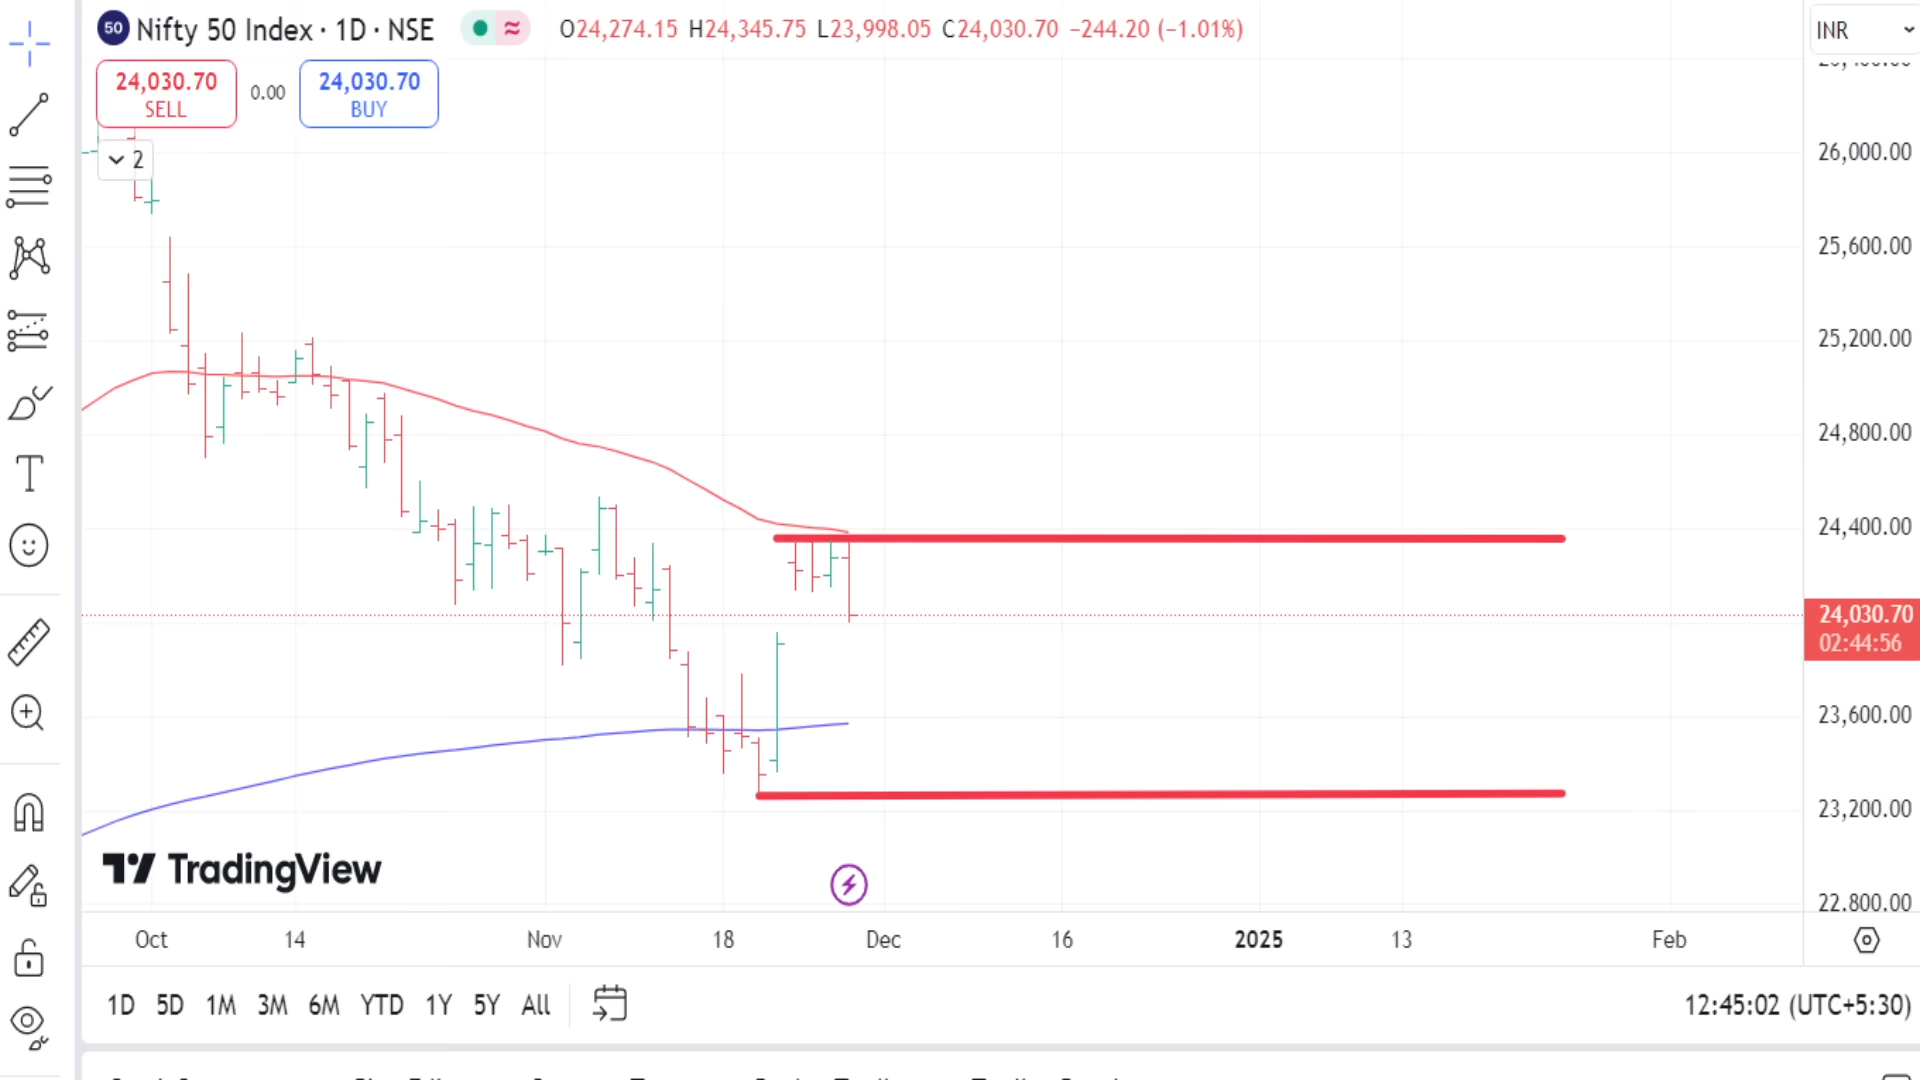 50 Nifty 50 Index · 1D · NSE O24,274.15 H24,345.75 L23,998.05 C24,030.70 −244.20 (−1.01%)
INR
24,030.70 0.00 24,030.70
SELL BUY
2
26,000.00
25,600.00
25,200.00
24,800.00
24,400.00
24,030.70
02:44:56
23,600.00
23,200.00
22,800.00
TradingView
Oct 14 Nov 18 Dec 16 2025 13 Feb
1D 5D 1M 3M 6M YTD 1Y 5Y All 12:45:02 (UTC+5:30)